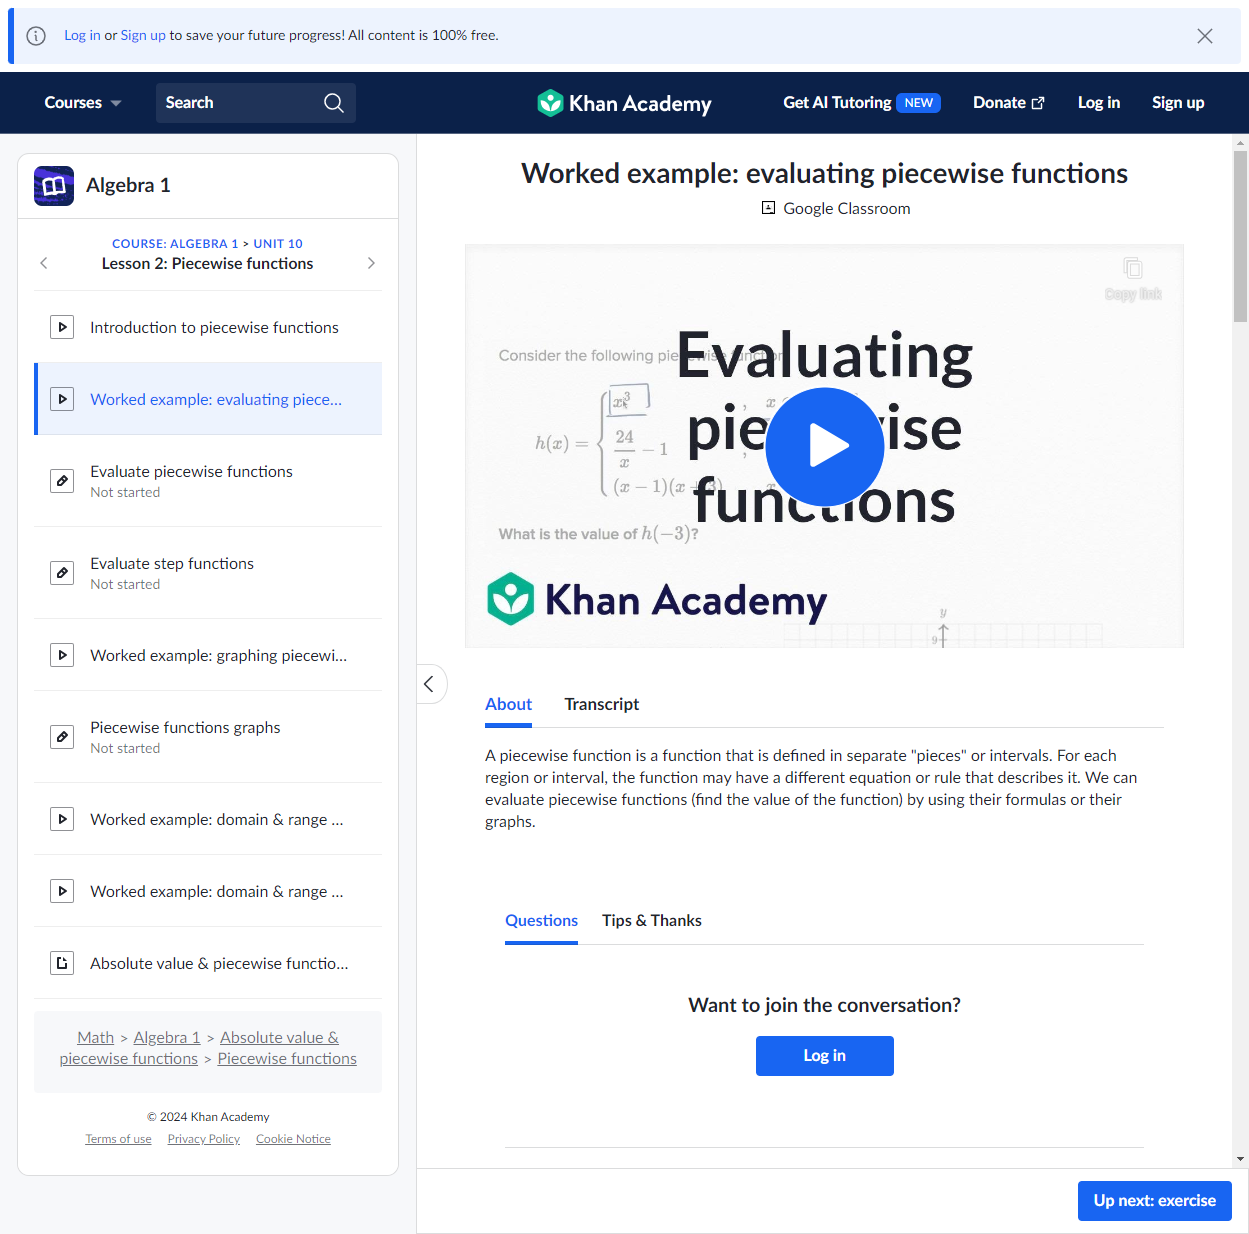 Log in or Sign up to save your future progress! All content is 100% free.
Courses
Search
Khan Academy
Get AI Tutoring NEW
Donate
Log in
Sign up
Algebra 1
COURSE: ALGEBRA 1 > UNIT 10
Lesson 2: Piecewise functions
Introduction to piecewise functions
Worked example: evaluating piece...
Evaluate piecewise functions
Not started
Evaluate step functions
Not started
Worked example: graphing piecewi...
Piecewise functions graphs
Not started
Worked example: domain & range ...
Worked example: domain & range ...
Absolute value & piecewise functio...
Math > Algebra 1 > Absolute value &
piecewise functions > Piecewise functions
© 2024 Khan Academy
Terms of use Privacy Policy Cookie Notice
Worked example: evaluating piecewise functions
Google Classroom
Copy link
Consider the following
Evaluating
functions
h(x) =
x³
24
x
− 1
(x − 1)(x + 3)
What is the value of h(−3)?
Khan Academy
y
9
About
Transcript
A piecewise function is a function that is defined in separate "pieces" or intervals. For each
region or interval, the function may have a different equation or rule that describes it. We can
evaluate piecewise functions (find the value of the function) by using their formulas or their
graphs.
Questions
Tips & Thanks
Want to join the conversation?
Log in
Up next: exercise